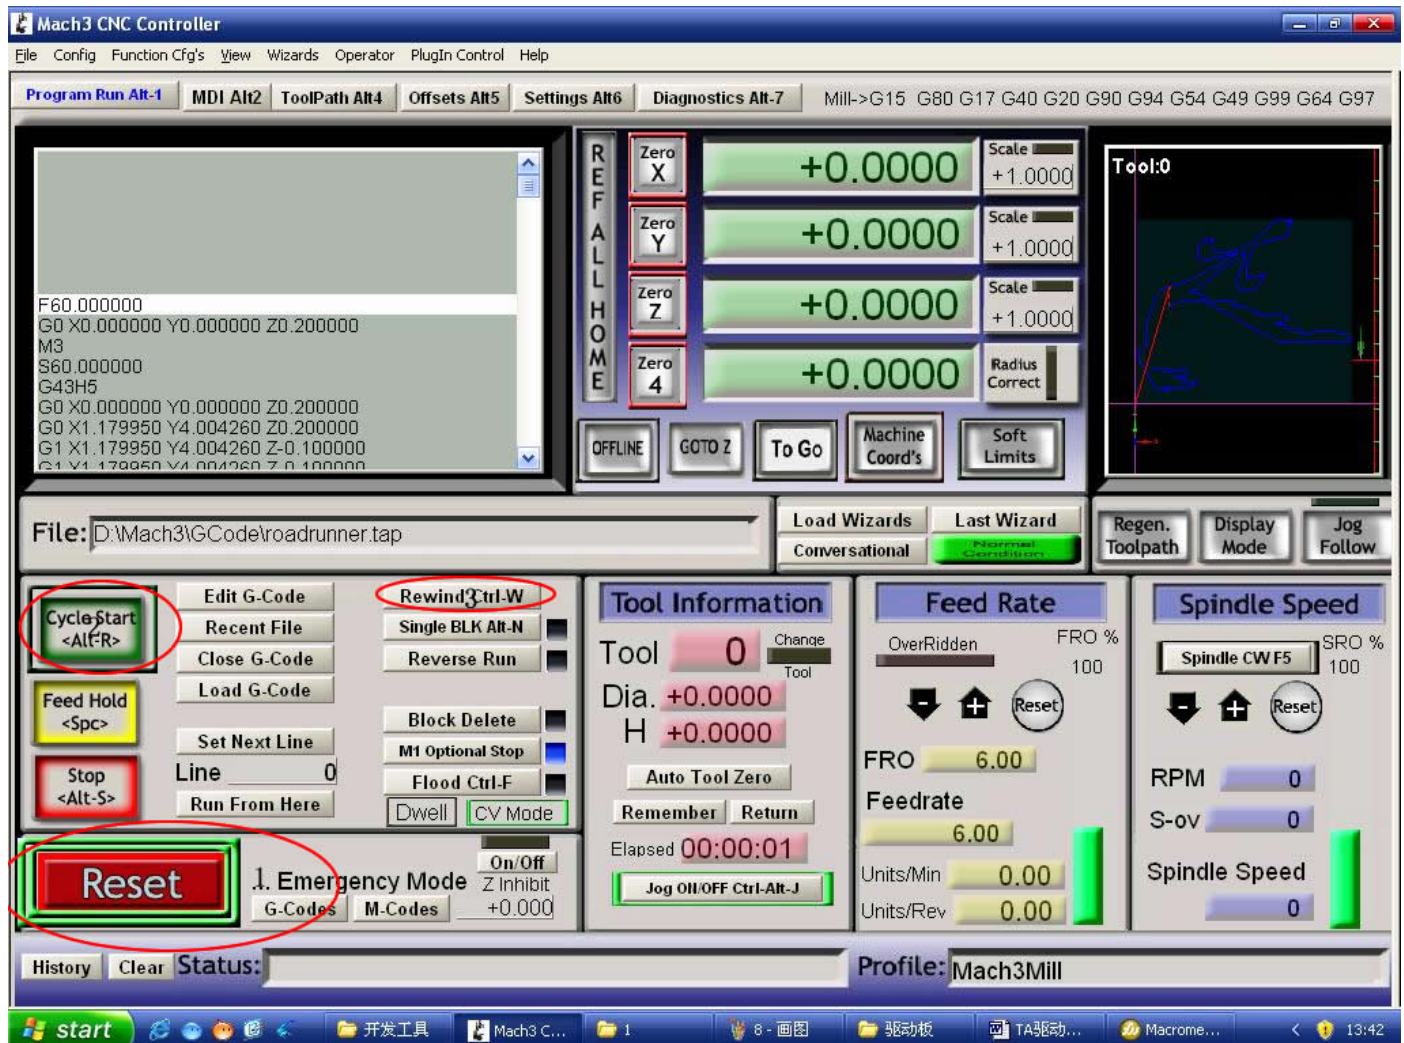 Mach3 CNC Controller
File Config Function Cfg's View Wizards Operator PlugIn Control Help
Program Run Alt-1 MDI Alt2 ToolPath Alt4 Offsets Alt5 Settings Alt6 Diagnostics Alt-7 Mill->G15 G80 G17 G40 G20 G90 G94 G54 G49 G99 G64 G97
F60.000000
G0 X0.000000 Y0.000000 Z0.200000
M3
S60.000000
G43H5
G0 X0.000000 Y0.000000 Z0.200000
G0 X1.179950 Y4.004260 Z0.200000
G1 X1.179950 Y4.004260 Z-0.100000
G1 X1.179950 Y4.004260 Z-0.100000
REF ALL HOME
Zero X +0.0000 Scale +1.0000
Zero Y +0.0000 Scale +1.0000
Zero Z +0.0000 Scale +1.0000
Zero 4 +0.0000 Radius Correct
OFFLINE GOTO Z To Go Machine Coord's Soft Limits
Tool:0
File: D:\Mach3\GCode\roadrunner.tap
Load Wizards Last Wizard
Conversational Normal Condition
Regen. Toolpath Display Mode Jog Follow
Cycle Start <Alt-R> 2
Feed Hold <Spc>
Stop <Alt-S>
Edit G-Code
Recent File
Close G-Code
Load G-Code
Set Next Line
Line 0
Run From Here
Rewind Ctrl-W 3
Single BLK Alt-N
Reverse Run
Block Delete
M1 Optional Stop
Flood Ctrl-F
Dwell CV Mode
Reset 1. Emergency Mode
G-Codes M-Codes
On/Off
Z Inhibit
+0.000
Tool Information
Tool 0 Change Tool
Dia. +0.0000
H +0.0000
Auto Tool Zero
Remember Return
Elapsed 00:00:01
Jog ON/OFF Ctrl-Alt-J
Feed Rate
OverRidden FRO % 100
Reset
FRO 6.00
Feedrate
6.00
Units/Min 0.00
Units/Rev 0.00
Spindle Speed
Spindle CW F5 SRO % 100
Reset
RPM 0
S-ov 0
Spindle Speed
0
History Clear Status: Profile: Mach3Mill
start 开发工具 Mach3 C... 1 8 - 画图 驱动板 TA驱动... Macrome... 13:42